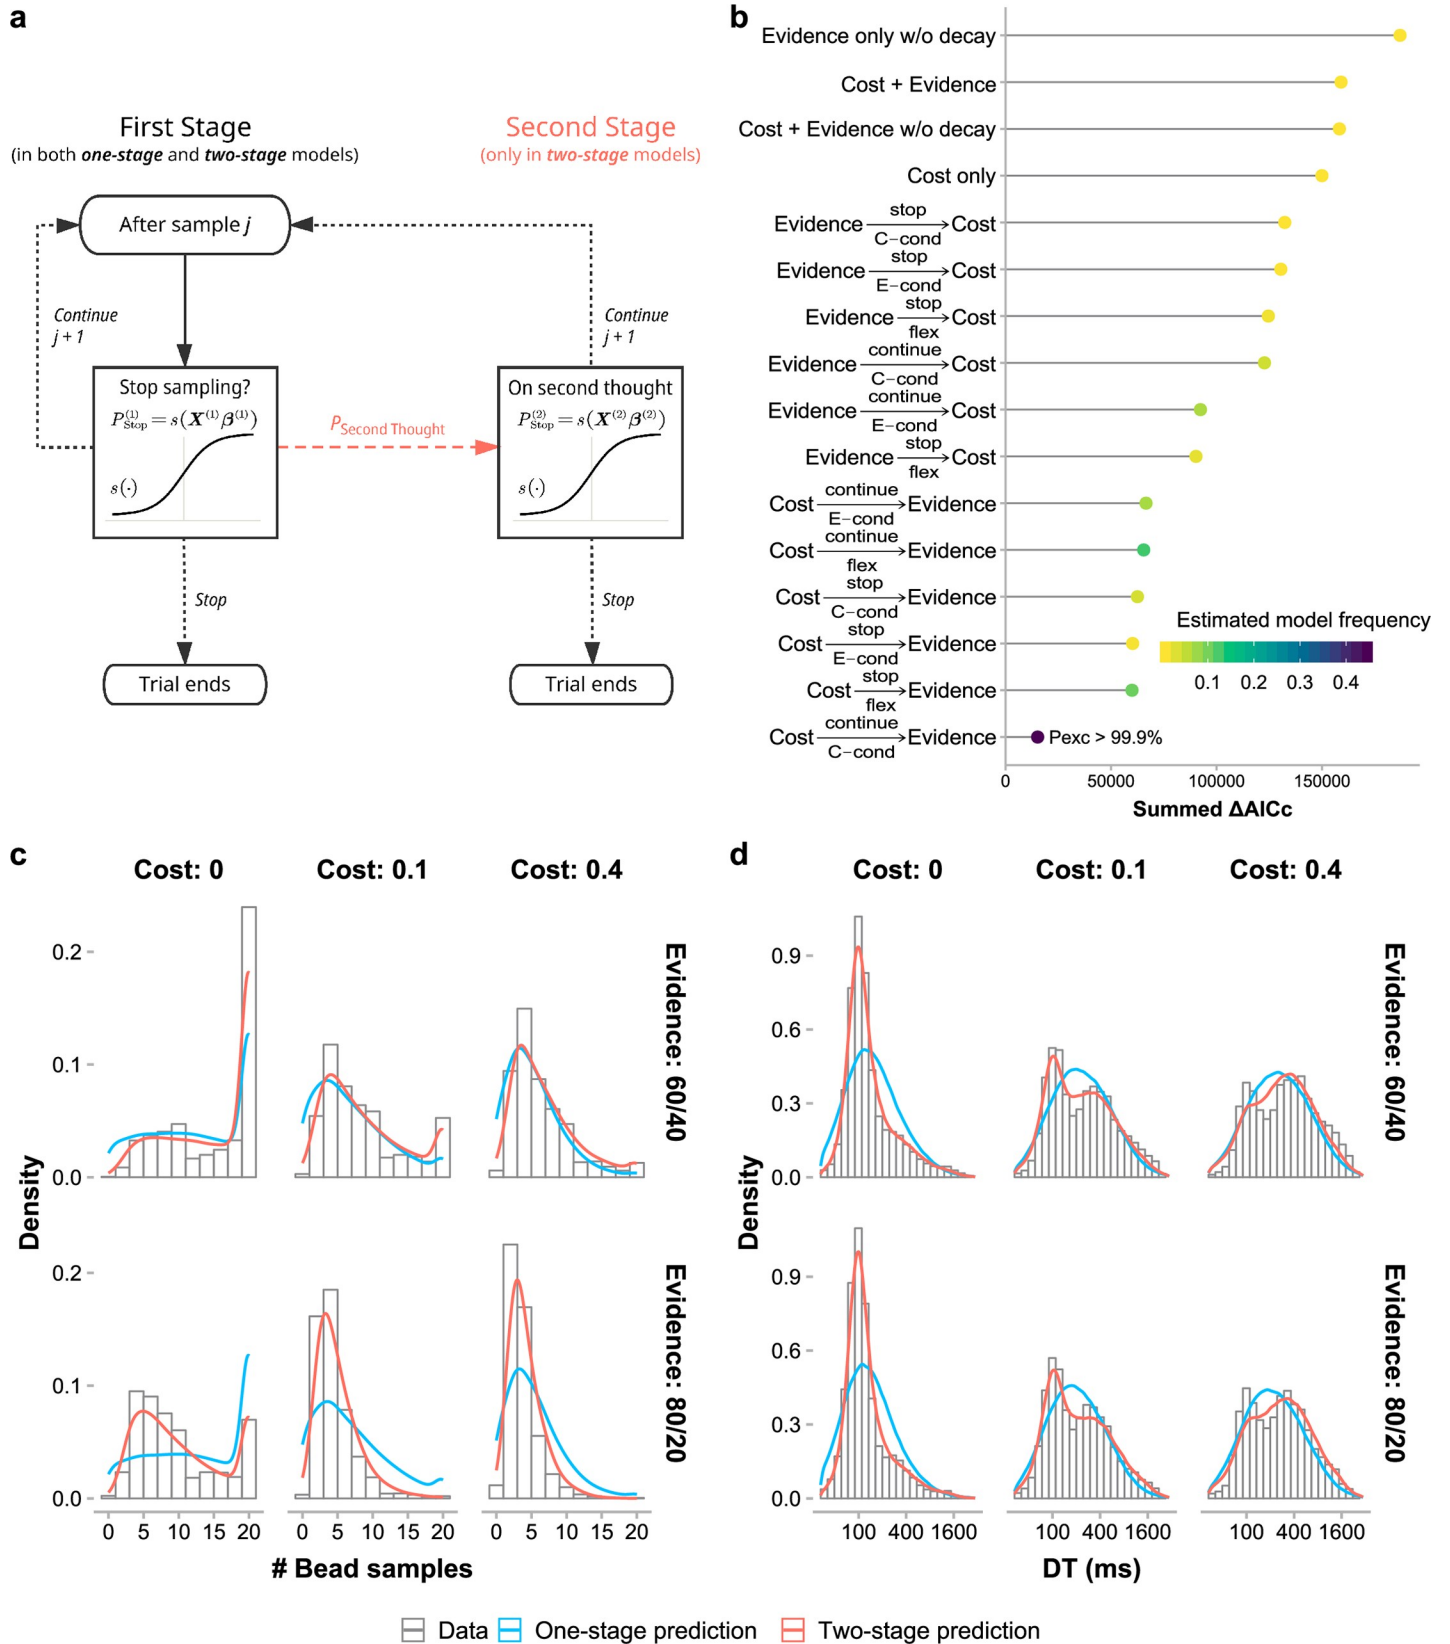 a
First Stage
(in both one-stage and two-stage models)
Second Stage
(only in two-stage models)
After sample j
Continue
j + 1
Continue
j + 1
Stop sampling?
P_Stop^(1) = s(X^(1) β^(1))
s(·)
P_Second Thought
On second thought
P_Stop^(2) = s(X^(2) β^(2))
s(·)
Stop
Stop
Trial ends
Trial ends
b
Evidence only w/o decay
Cost + Evidence
Cost + Evidence w/o decay
Cost only
stop
Evidence → Cost
C−cond
stop
Evidence → Cost
E−cond
stop
Evidence → Cost
flex
continue
Evidence → Cost
C−cond
continue
Evidence → Cost
E−cond
stop
Evidence → Cost
flex
continue
Cost → Evidence
E−cond
continue
Cost → Evidence
flex
stop
Cost → Evidence
C−cond
stop
Cost → Evidence
E−cond
stop
Cost → Evidence
flex
continue
Cost → Evidence
C−cond
Pexc > 99.9%
Estimated model frequency
0.1 0.2 0.3 0.4
0 50000 100000 150000
Summed ΔAICc
c
Cost: 0 Cost: 0.1 Cost: 0.4
0.2
0.1
0.0
Evidence: 60/40
Density
0.2
0.1
0.0
Evidence: 80/20
0 5 10 20 0 5 10 20 0 5 10 20
# Bead samples
d
Cost: 0 Cost: 0.1 Cost: 0.4
0.9
0.6
0.3
0.0
Evidence: 60/40
Density
0.9
0.6
0.3
0.0
Evidence: 80/20
100 400 1600 100 400 1600 100 400 1600
DT (ms)
Data One-stage prediction Two-stage prediction